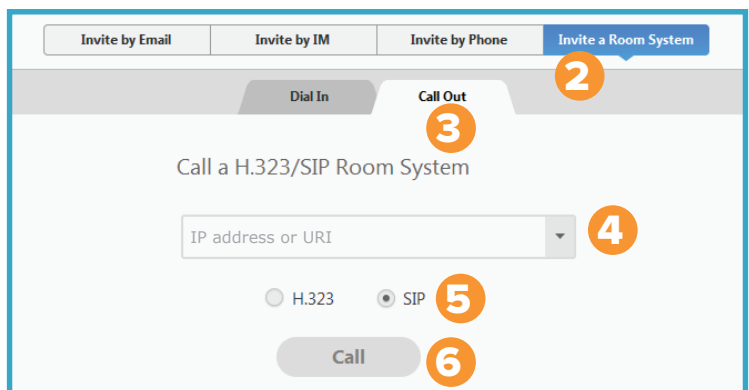 Invite by Email Invite by IM Invite by Phone Invite a Room System
2
Dial In Call Out
3
Call a H.323/SIP Room System
IP address or URI 4
H.323 SIP 5
Call 6